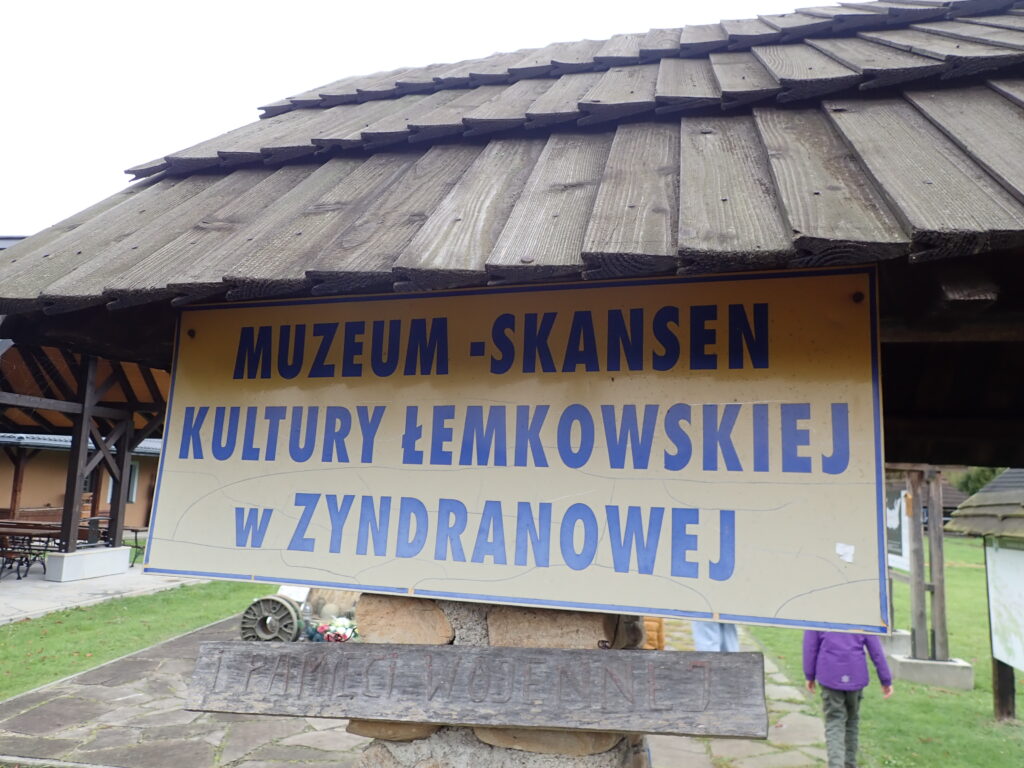 MUZEUM -SKANSEN
KULTURY ŁEMKOWSKIEJ
w ZYNDRANOWEJ
I PAMIĘCI WOJENNEJ